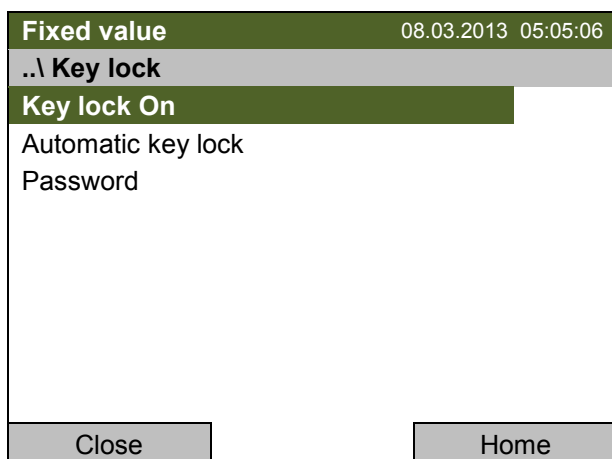 Fixed value 08.03.2013 05:05:06
..\ Key lock
Key lock On
Automatic key lock
Password
Close Home